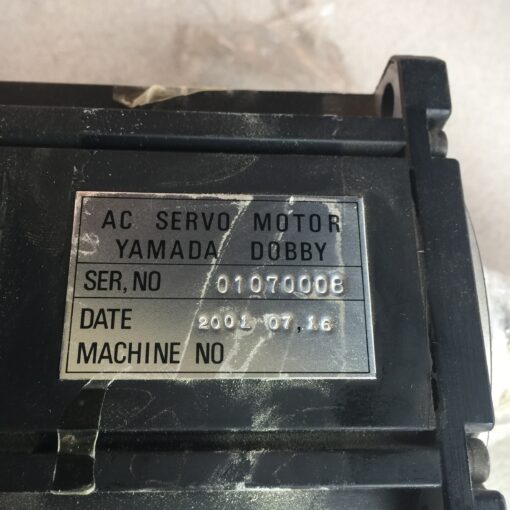 AC SERVO MOTOR
YAMADA DOBBY
SER, NO 01070008
DATE 2001 07,16
MACHINE NO